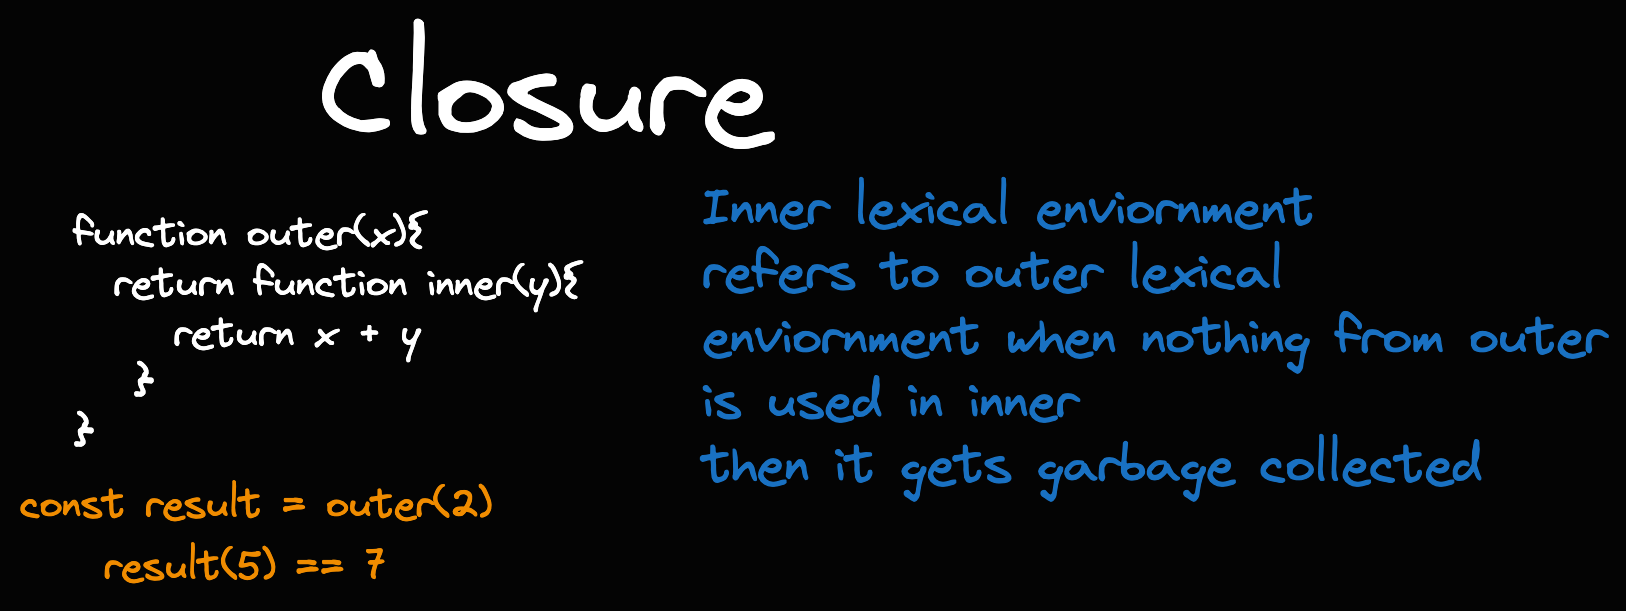 Closure
function outer(x){
return function inner(y){
return x + y
}
}
const result = outer(2)
result(5) == 7
Inner lexical enviornment
refers to outer lexical
enviornment when nothing from outer
is used in inner
then it gets garbage collected